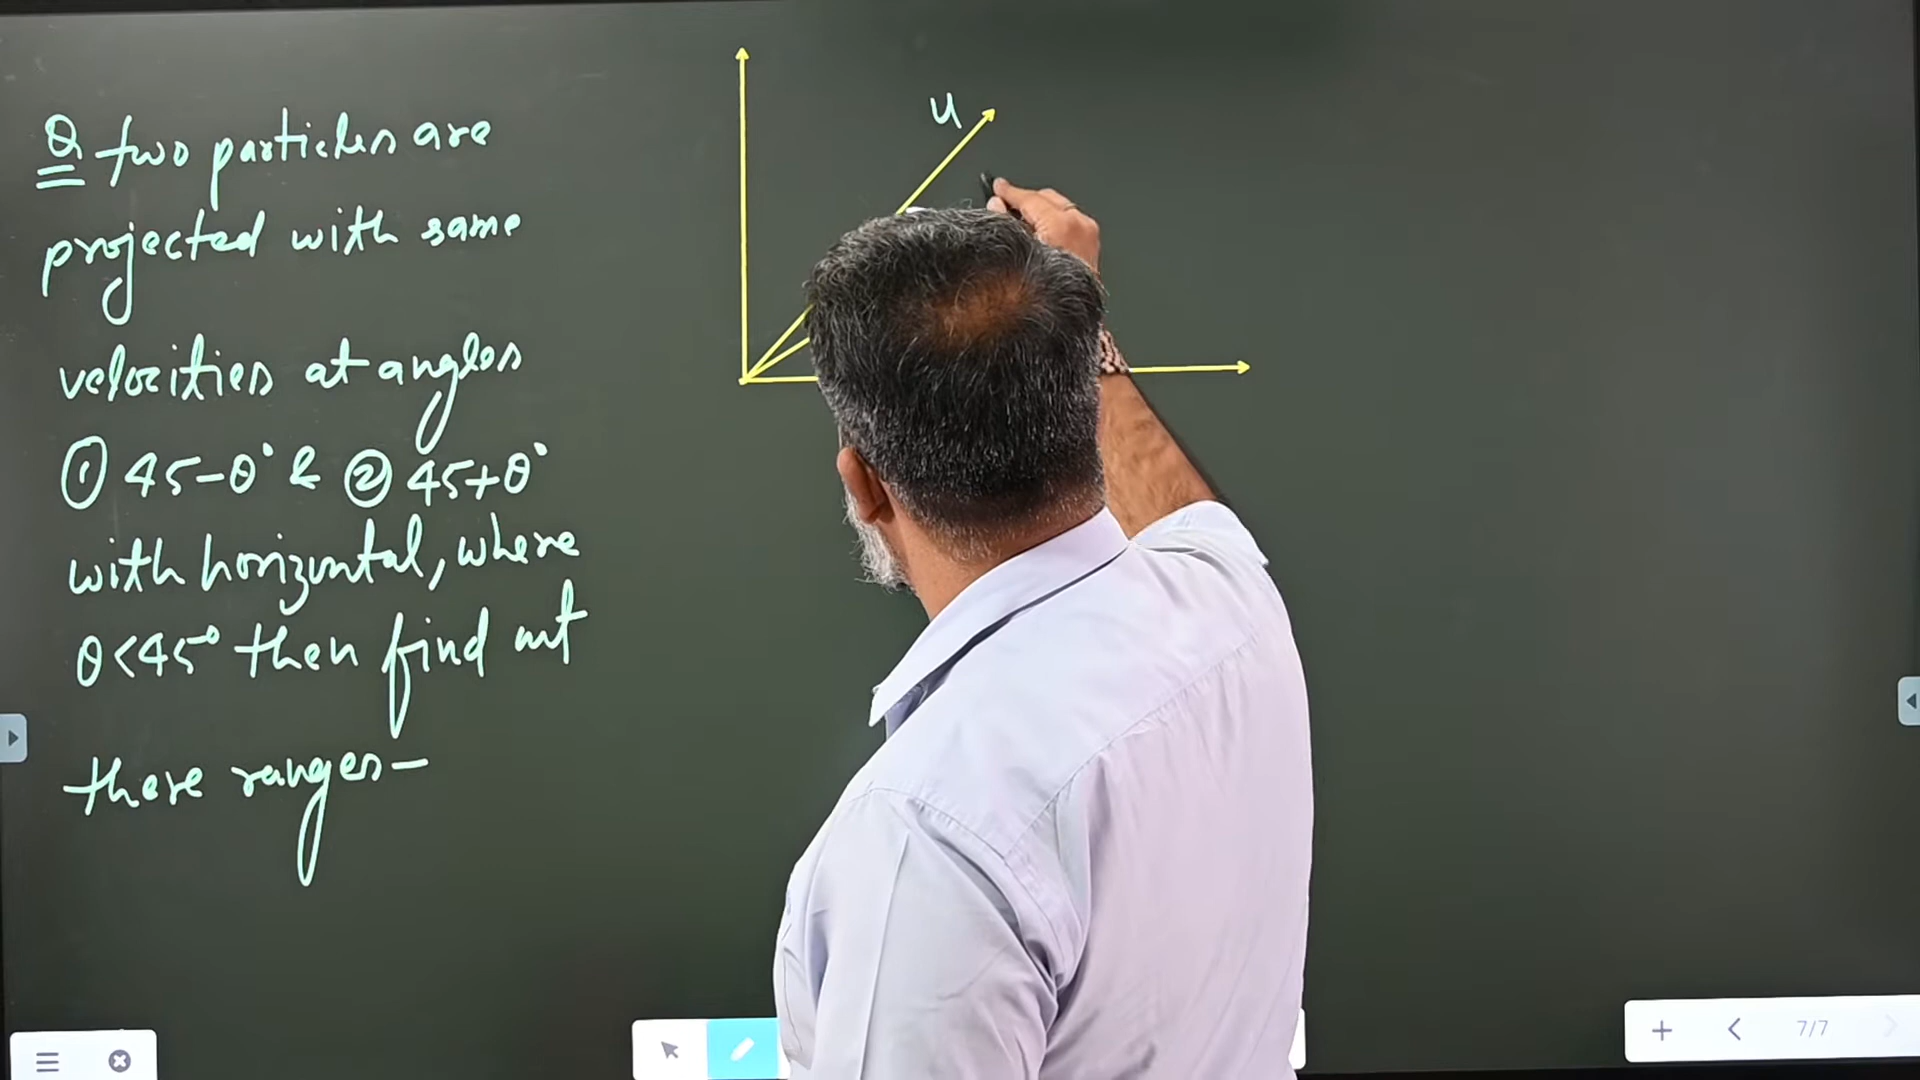 Q two particles are
projected with same
velocities at angles
① 45-θ° & ② 45+θ°
with horizontal, where
θ<45° then find out
there ranges-
u
7/7